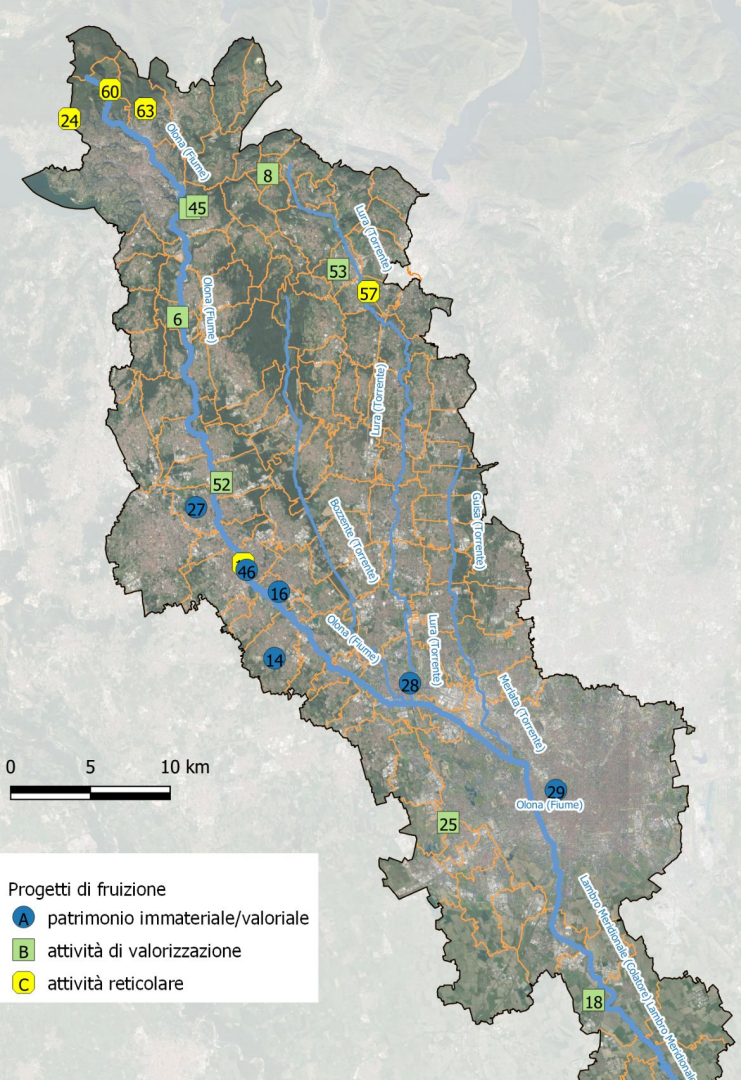 60
63
24
Olona (Fiume)
8
45
Lura (Torrente)
53
57
Olona (Fiume)
6
Lura (Torrente)
52
27
Guisa (Torrente)
Bozzente (Torrente)
46
16
Olona (Fiume)
Lura (Torrente)
14
28
Merlata (Torrente)
0 5 10 km
29
Olona (Fiume)
25
Lambro Meridionale (Colatore) Lambro Meridionale
18
Progetti di fruizione
A patrimonio immateriale/valoriale
B attività di valorizzazione
C attività reticolare